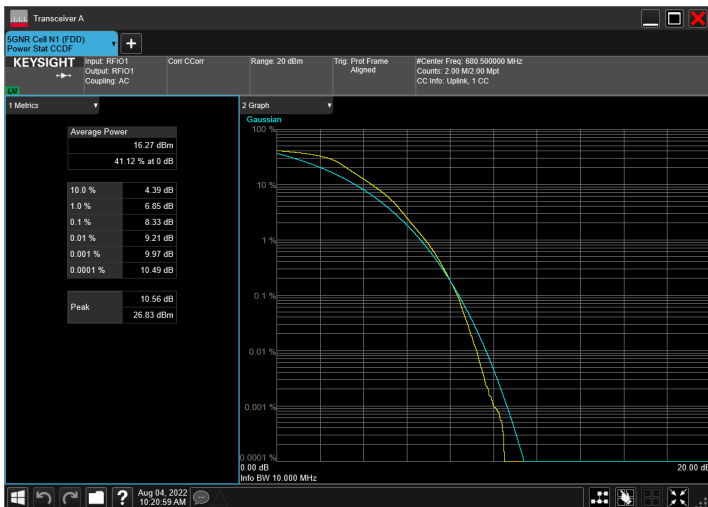 Transceiver A
5GNR Cell N1 (FDD)
Power Stat CCDF
KEYSIGHT
LXI
Input: RFIO1
Output: RFIO1
Coupling: AC
Corr CCorr
Range: 20 dBm
Trig: Prot Frame
Aligned
#Center Freq: 680.500000 MHz
Counts: 2.00 M/2.00 Mpt
CC Info: Uplink, 1 CC
1 Metrics
Average Power
16.27 dBm
41.12 % at 0 dB
10.0 % 4.39 dB
1.0 % 6.85 dB
0.1 % 8.33 dB
0.01 % 9.21 dB
0.001 % 9.97 dB
0.0001 % 10.49 dB
Peak
10.56 dB
26.83 dBm
2 Graph
Gaussian
100 %
10 %
1 %
0.1 %
0.01 %
0.001 %
0.0001 %
0.00 dB
20.00 dB
Info BW 10.000 MHz
?
Aug 04, 2022
10:20:59 AM